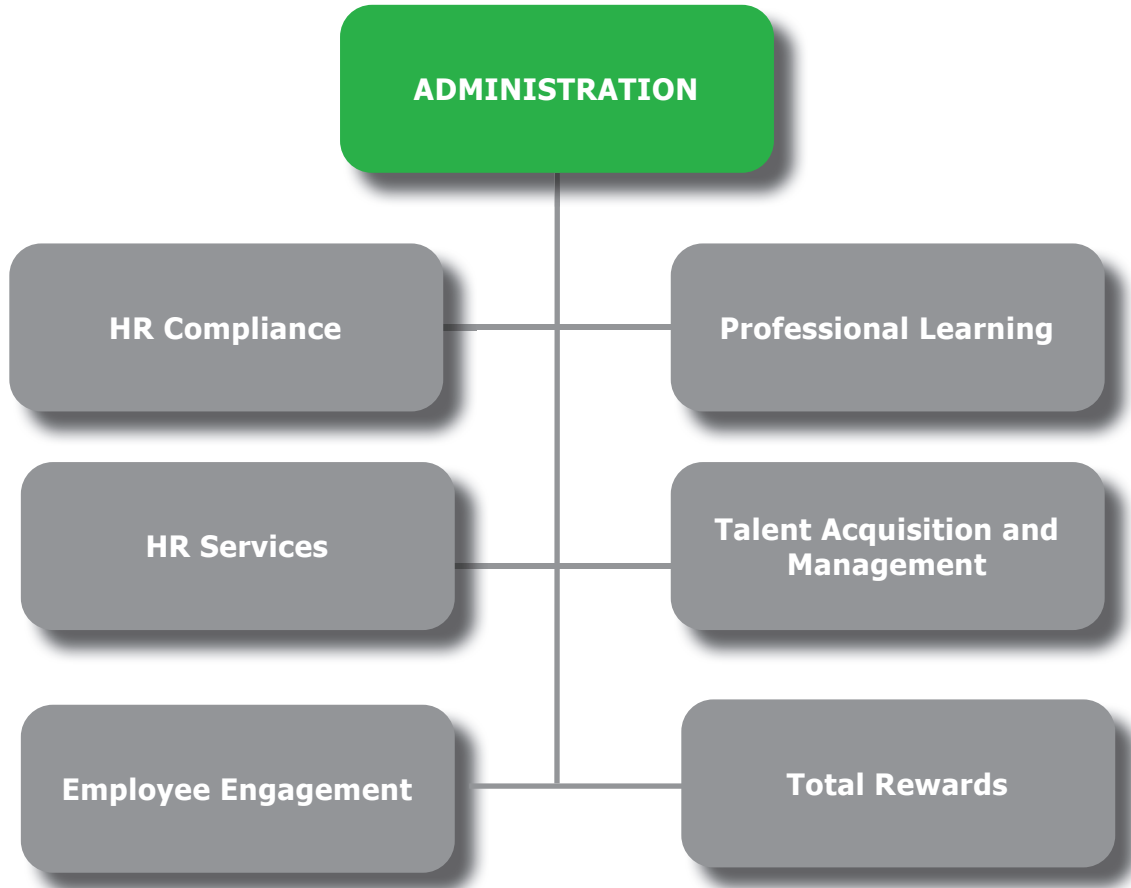 ADMINISTRATION
HR Compliance
Professional Learning
HR Services
Talent Acquisition and
Management
Employee Engagement
Total Rewards